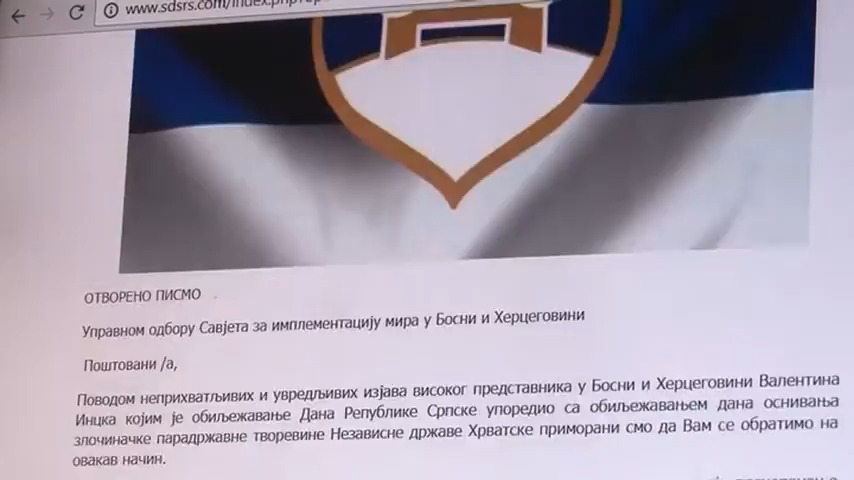 www.sdsrs.com/index.php
ОТВОРЕНО ПИСМО
Управном одбору Савјета за имплементацију мира у Босни и Херцеговини
Поштовани /а,
Поводом неприхватљивих и увредљивих изјава високог представника у Босни и Херцеговини Валентина
Инцка којим је обиљежавање Дана Републике Српске упоредио са обиљежавањем дана оснивања
злочиначке парадржавне творевине Независне државе Хрватске приморани смо да Вам се обратимо на
овакав начин.